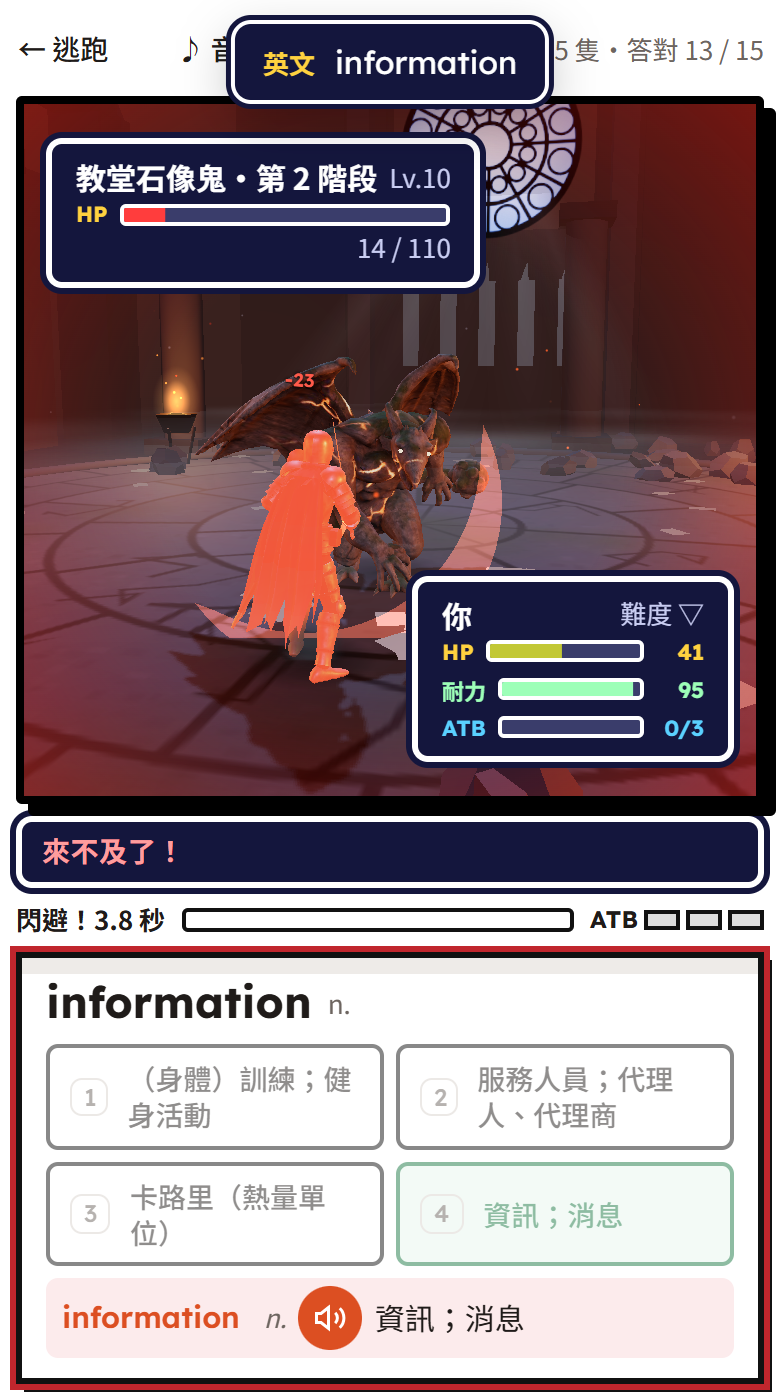 ← 逃跑
♪ 音
英文 information
5 隻・答對 13 / 15
教堂石像鬼・第 2 階段 Lv.10
HP
14 / 110
-23
你 難度 ▽
HP 41
耐力 95
ATB 0/3
來不及了！
閃避！3.8 秒 ATB
information n.
1 （身體）訓練；健
身活動
2 服務人員；代理
人、代理商
3 卡路里（熱量單
位）
4 資訊；消息
information n. 資訊；消息